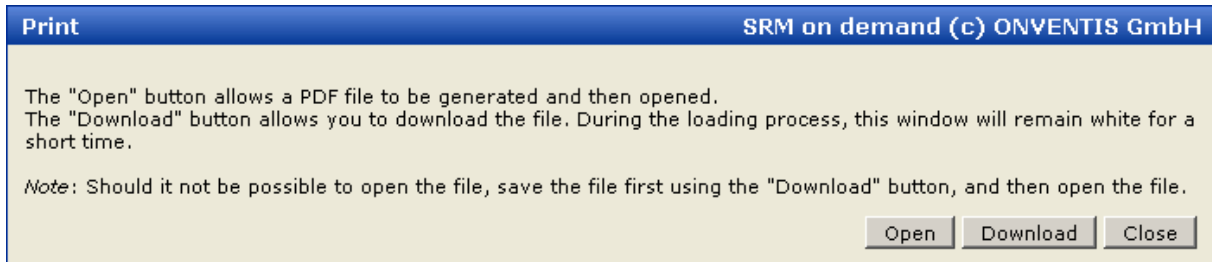 Print
SRM on demand (c) ONVENTIS GmbH
The "Open" button allows a PDF file to be generated and then opened.
The "Download" button allows you to download the file. During the loading process, this window will remain white for a
short time.
Note: Should it not be possible to open the file, save the file first using the "Download" button, and then open the file.
Open
Download
Close